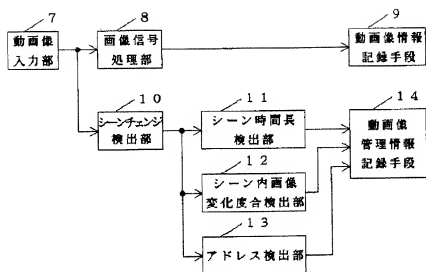 7
8
9
動画像
入力部
画像信号
処理部
動画像情報
記録手段
10
11
14
シーンチェンジ
検出部
シーン時間長
検出部
動画像
管理情報
記録手段
12
シーン内画像
変化度合検出部
13
アドレス検出部